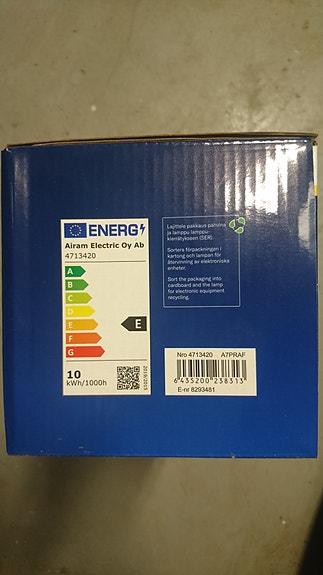 ENERG
Airam Electric Oy Ab
4713420
A
B
C
D
E
F
G
E
10
kWh/1000h
2019/2015
Lajittele pakkaus pahvina
ja lamppu lamppu-
kierrätykseen (SER).
Sortera förpackningen i
kartong och lampan för
återvinning av elektroniska
enheter.
Sort the packaging into
cardboard and the lamp
for electronic equipment
recycling.
Nro 4713420 A7PRAF
6 435200 238313
E-nr 8293481